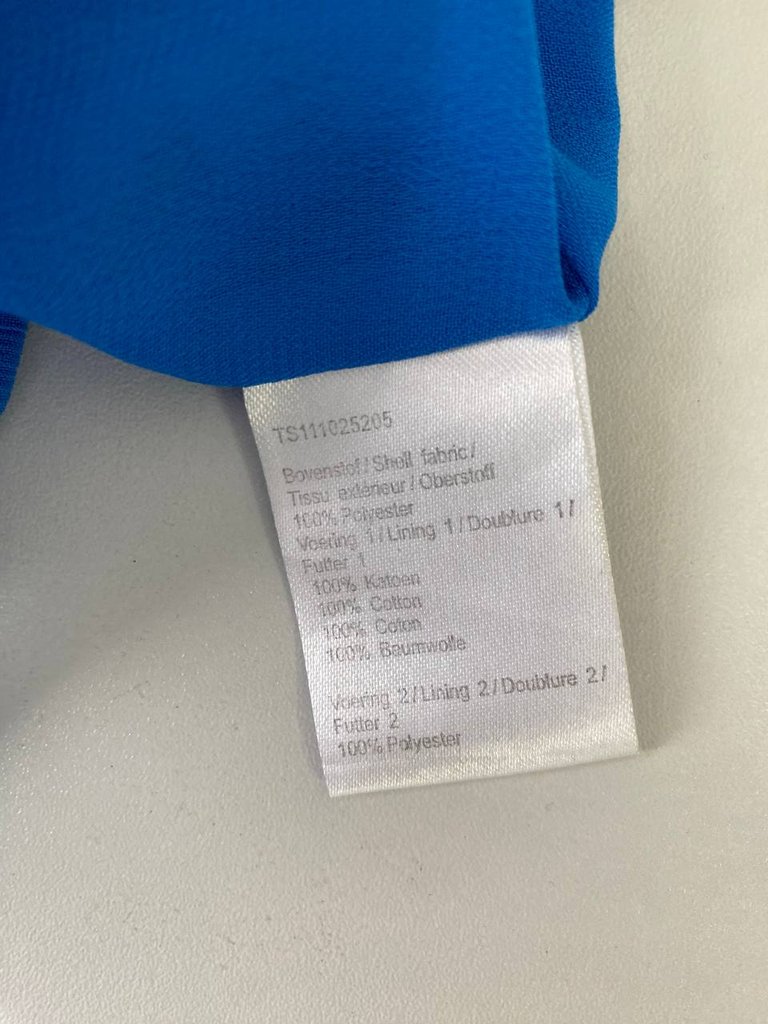 TS111025205
Bovenstof / Shell fabric /
Tissu extérieur / Oberstoff
100% Polyester
Voering 1 / Lining 1 / Doublure 1 /
Futter 1
100% Katoen
100% Cotton
100% Coton
100% Baumwolle
Voering 2 / Lining 2 / Doublure 2 /
Futter 2
100% Polyester